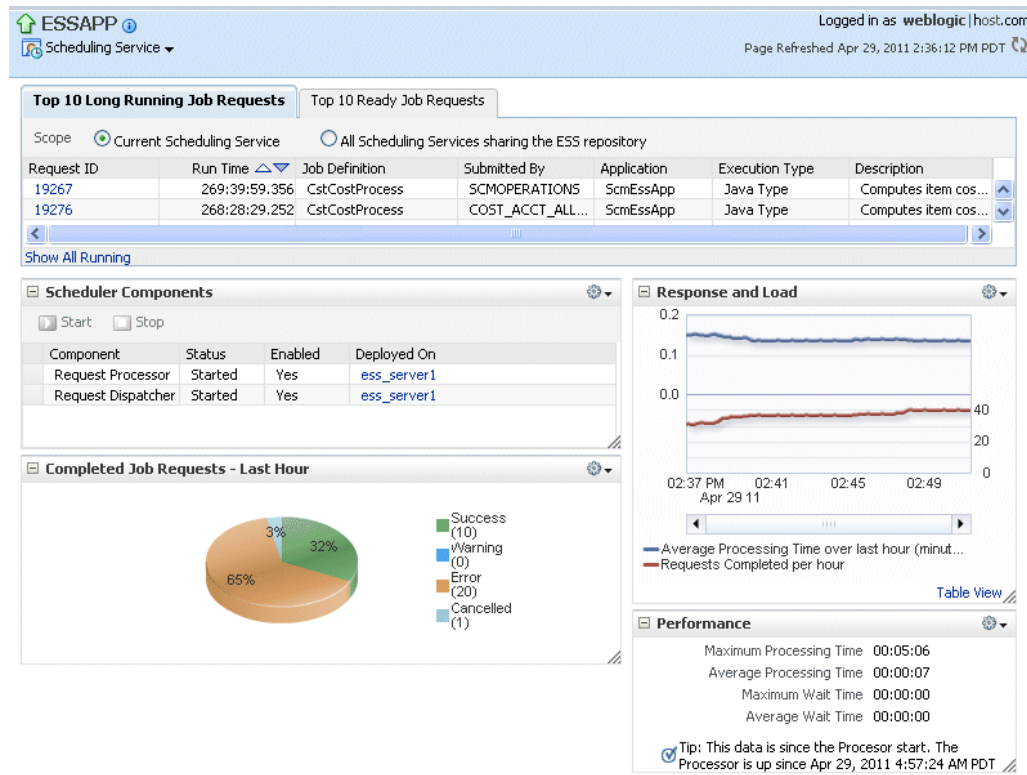 ESSAPP
Logged in as weblogic|host.com
Scheduling Service
Page Refreshed Apr 29, 2011 2:36:12 PM PDT
Top 10 Long Running Job Requests
Top 10 Ready Job Requests
Scope Current Scheduling Service All Scheduling Services sharing the ESS repository
Request ID Run Time Job Definition Submitted By Application Execution Type Description
19267 269:39:59.356 CstCostProcess SCMOPERATIONS ScmEssApp Java Type Computes item cos...
19276 268:28:29.252 CstCostProcess COST_ACCT_ALL... ScmEssApp Java Type Computes item cos...
Show All Running
Scheduler Components
Start Stop
Component Status Enabled Deployed On
Request Processor Started Yes ess_server1
Request Dispatcher Started Yes ess_server1
Completed Job Requests - Last Hour
3%
32%
65%
Success
(10)
Warning
(0)
Error
(20)
Cancelled
(1)
Response and Load
0.2
0.1
0.0
40
20
0
02:37 PM 02:41 02:45 02:49
Apr 29 11
Average Processing Time over last hour (minut...
Requests Completed per hour
Table View
Performance
Maximum Processing Time 00:05:06
Average Processing Time 00:00:07
Maximum Wait Time 00:00:00
Average Wait Time 00:00:00
Tip: This data is since the Procesor start. The
Processor is up since Apr 29, 2011 4:57:24 AM PDT